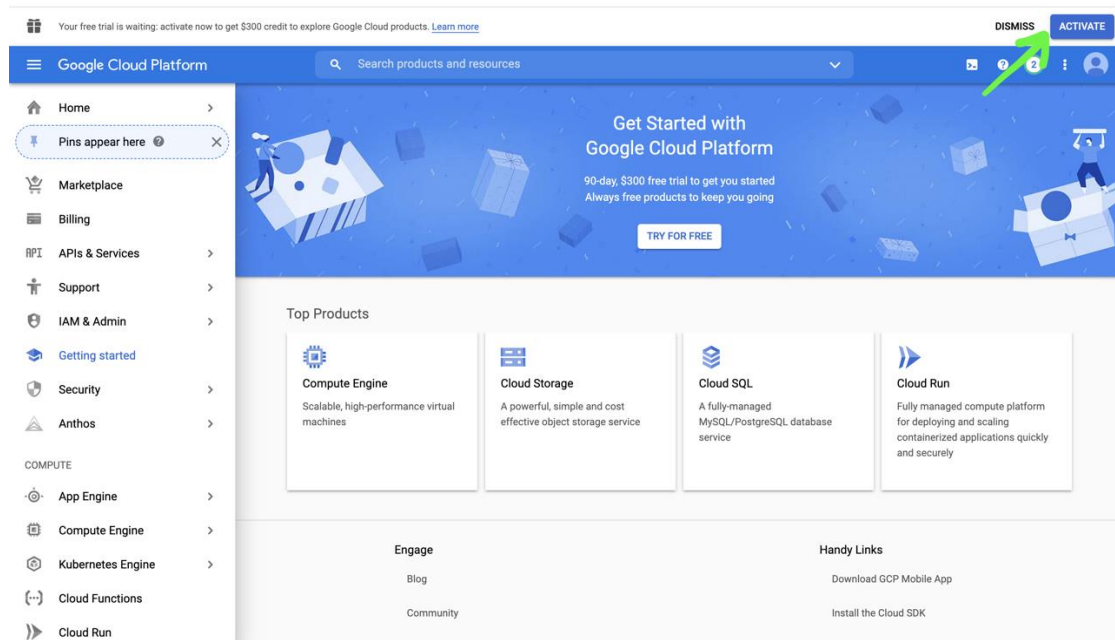 Your free trial is waiting: activate now to get $300 credit to explore Google Cloud products. Learn more
DISMISS
ACTIVATE
Google Cloud Platform
Search products and resources
2
Home
Pins appear here
Marketplace
Billing
API
APIs & Services
Support
IAM & Admin
Getting started
Security
Anthos
COMPUTE
App Engine
Compute Engine
Kubernetes Engine
Cloud Functions
Cloud Run
Get Started with
Google Cloud Platform
90-day, $300 free trial to get you started
Always free products to keep you going
TRY FOR FREE
Top Products
Compute Engine
Scalable, high-performance virtual
machines
Cloud Storage
A powerful, simple and cost
effective object storage service
Cloud SQL
A fully-managed
MySQL/PostgreSQL database
service
Cloud Run
Fully managed compute platform
for deploying and scaling
containerized applications quickly
and securely
Engage
Blog
Community
Handy Links
Download GCP Mobile App
Install the Cloud SDK